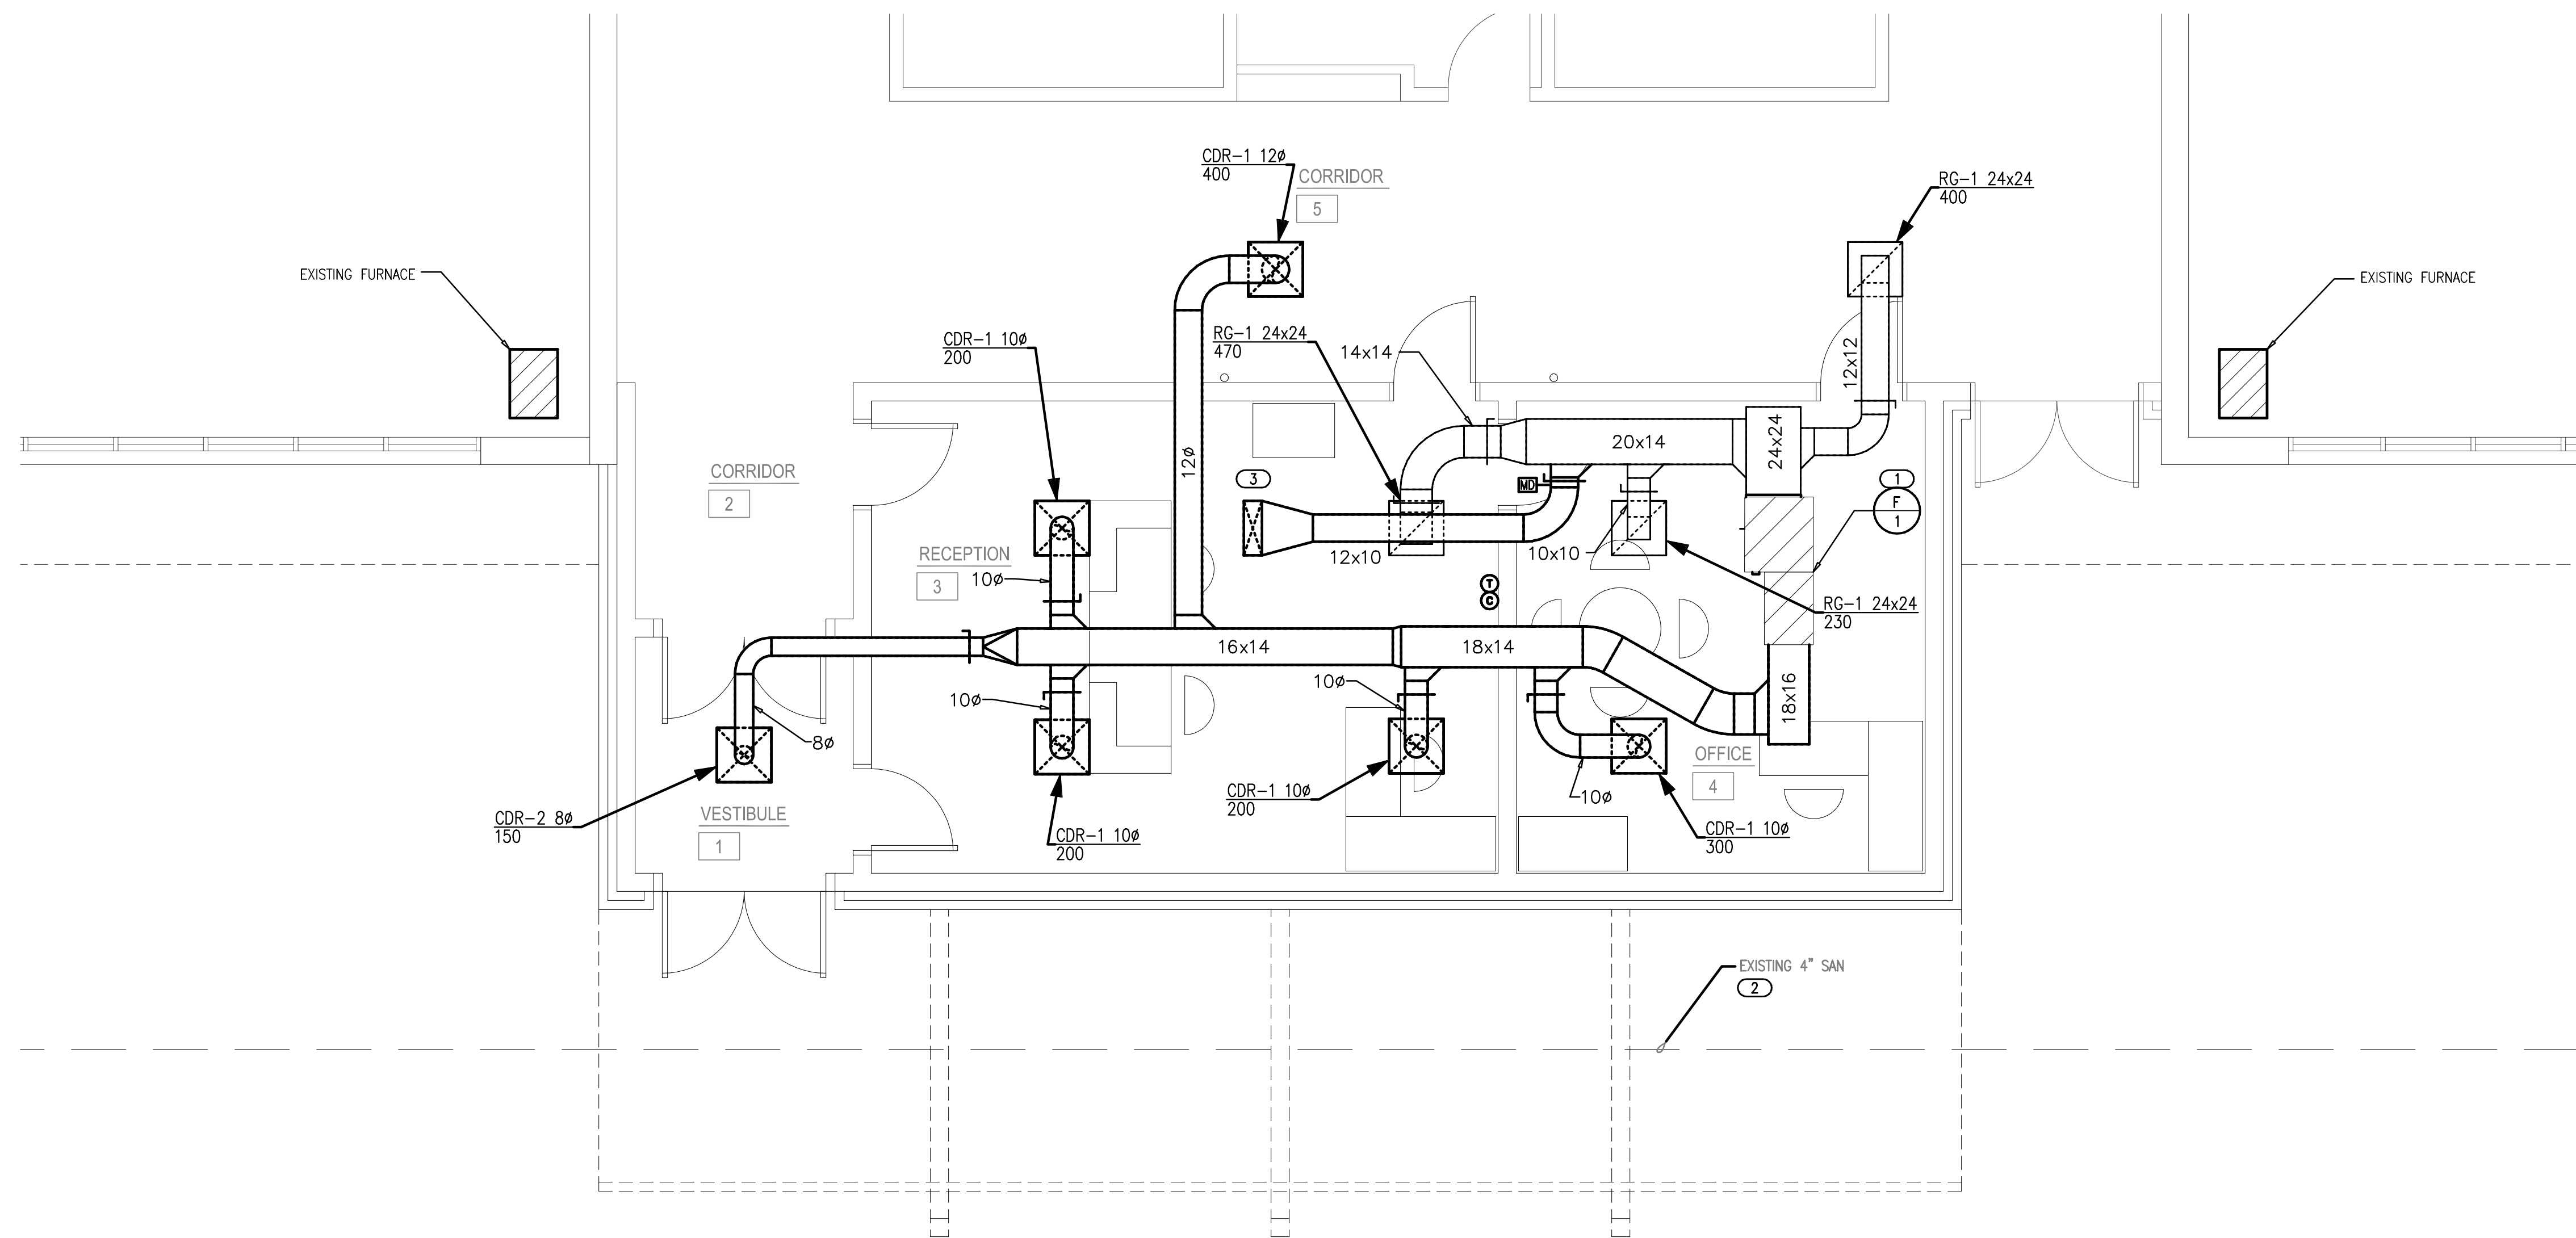 CDR-1 12ø
400
CORRIDOR
5
RG-1 24x24
400
EXISTING FURNACE
EXISTING FURNACE
CDR-1 10ø
200
RG-1 24x24
470
14x14
12x12
20x14
24x24
12ø
CORRIDOR
2
3
MD
1
F
1
RECEPTION
3
10ø
12x10
10x10
T
C
RG-1 24x24
230
16x14
18x14
18x16
10ø
10ø
8ø
OFFICE
4
CDR-1 10ø
200
10ø
VESTIBULE
1
CDR-2 8ø
150
CDR-1 10ø
200
CDR-1 10ø
300
EXISTING 4" SAN
2